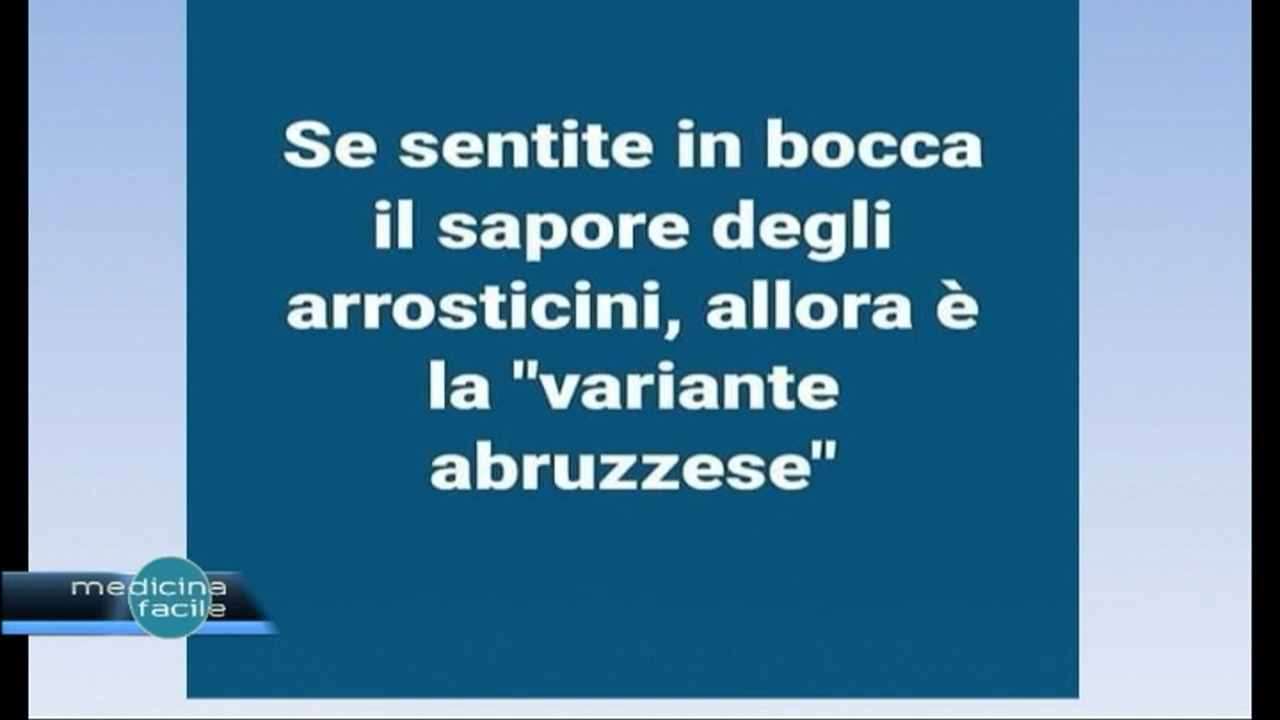 Se sentite in bocca
il sapore degli
arrosticini, allora è
la "variante
abruzzese"
medicina
facile